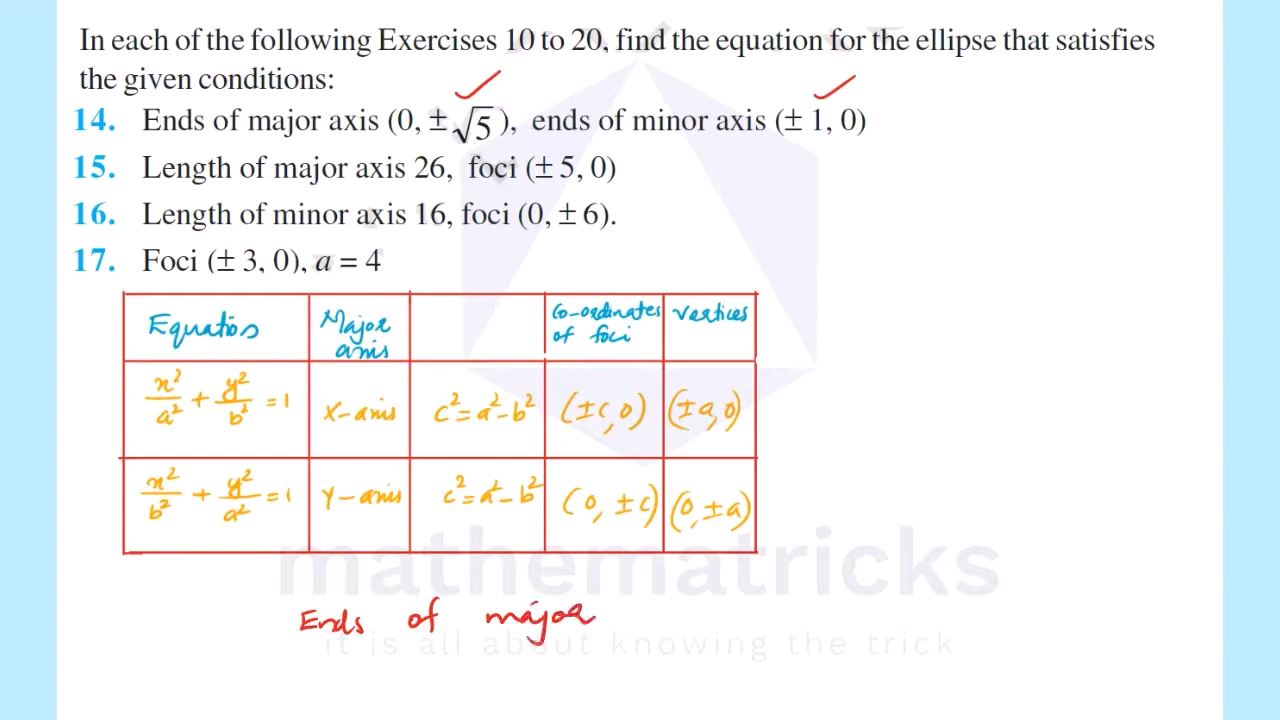 In each of the following Exercises 10 to 20, find the equation for the ellipse that satisfies
the given conditions:
14. Ends of major axis (0, ±√5), ends of minor axis (± 1, 0)
15. Length of major axis 26, foci (± 5, 0)
16. Length of minor axis 16, foci (0, ± 6).
17. Foci (± 3, 0), a = 4
Equation Major axis Co-ordinates of foci Vertices
x²/a² + y²/b² = 1 X-axis c² = a² - b² (±c, 0) (±a, 0)
x²/b² + y²/a² = 1 Y-axis c² = a² - b² (0, ±c) (0, ±a)
mathematricks
Ends of major
it is all about knowing the trick